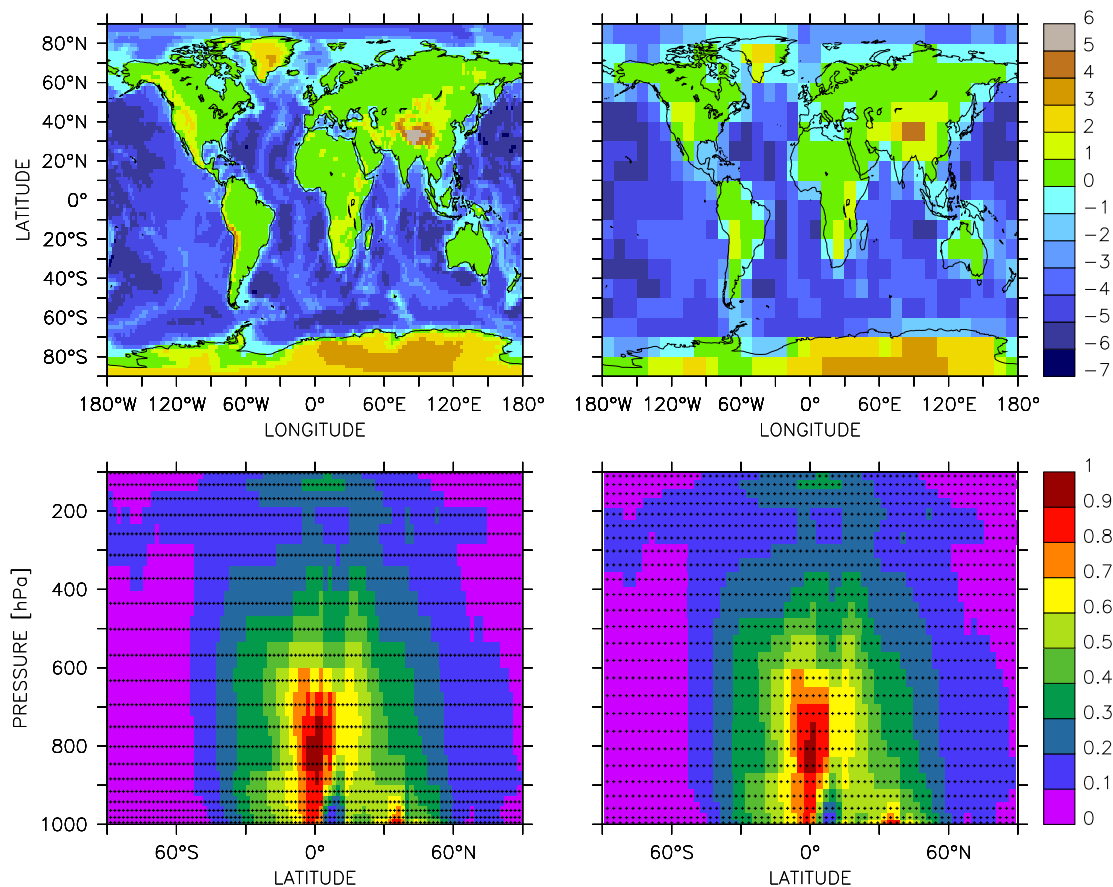 80°N
60°N
40°N
20°N
0°
20°S
40°S
60°S
80°S
LATITUDE
180°W 120°W 60°W 0° 60°E 120°E 180°
LONGITUDE
180°W 120°W 60°W 0° 60°E 120°E 180°
LONGITUDE
6
5
4
3
2
1
0
−1
−2
−3
−4
−5
−6
−7
200
400
600
800
1000
PRESSURE [hPa]
60°S 0° 60°N
LATITUDE
60°S 0° 60°N
LATITUDE
1
0.9
0.8
0.7
0.6
0.5
0.4
0.3
0.2
0.1
0